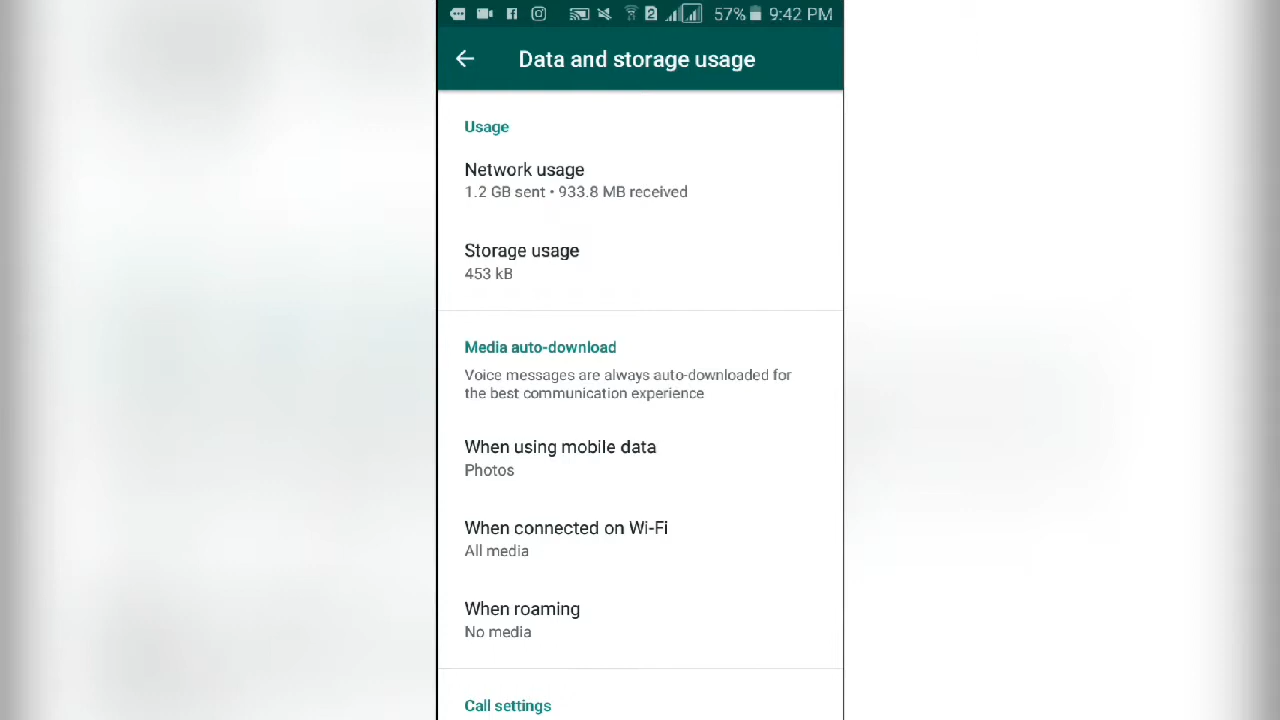 57% 9:42 PM
Data and storage usage
Usage
Network usage
1.2 GB sent • 933.8 MB received
Storage usage
453 kB
Media auto-download
Voice messages are always auto-downloaded for
the best communication experience
When using mobile data
Photos
When connected on Wi-Fi
All media
When roaming
No media
Call settings